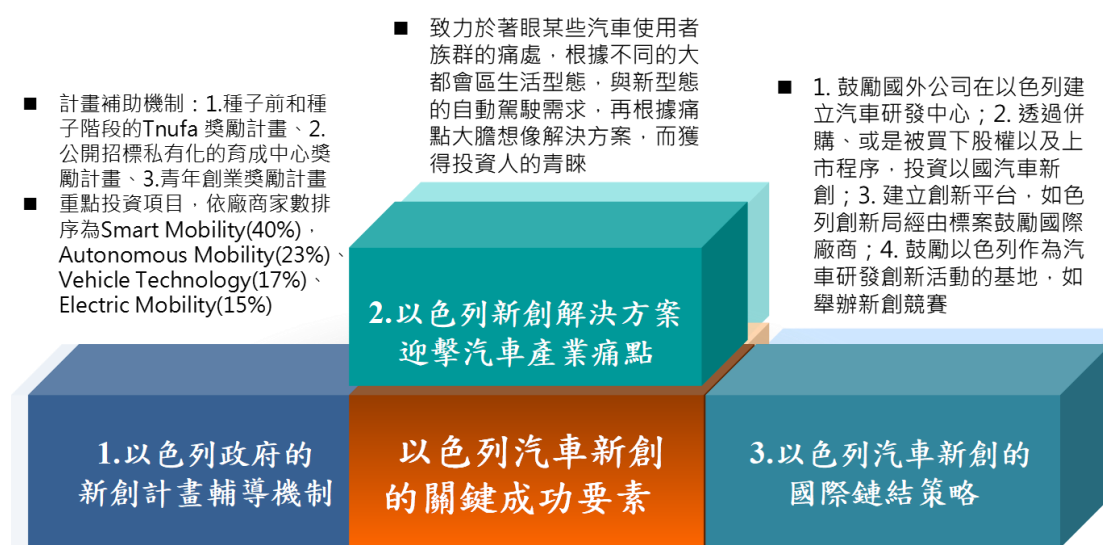 ■ 計畫補助機制：1.種子前和種
子階段的Tnufa 獎勵計畫、2.
公開招標私有化的育成中心獎
勵計畫、3.青年創業獎勵計畫
■ 重點投資項目，依廠商家數排
序為Smart Mobility(40%)，
Autonomous Mobility(23%)、
Vehicle Technology(17%)、
Electric Mobility(15%)
■ 致力於著眼某些汽車使用者
族群的痛處，根據不同的大
都會區生活型態，與新型態
的自動駕駛需求，再根據痛
點大膽想像解決方案，而獲
得投資人的青睞
■ 1. 鼓勵國外公司在以色列建
立汽車研發中心；2. 透過併
購、或是被買下股權以及上
市程序，投資以國汽車新
創；3. 建立創新平台，如色
列創新局經由標案鼓勵國際
廠商；4. 鼓勵以色列作為汽
車研發創新活動的基地，如
舉辦新創競賽
2.以色列新創解決方案
迎擊汽車產業痛點
1.以色列政府的
新創計畫輔導機制
以色列汽車新創
的關鍵成功要素
3.以色列汽車新創的
國際鏈結策略